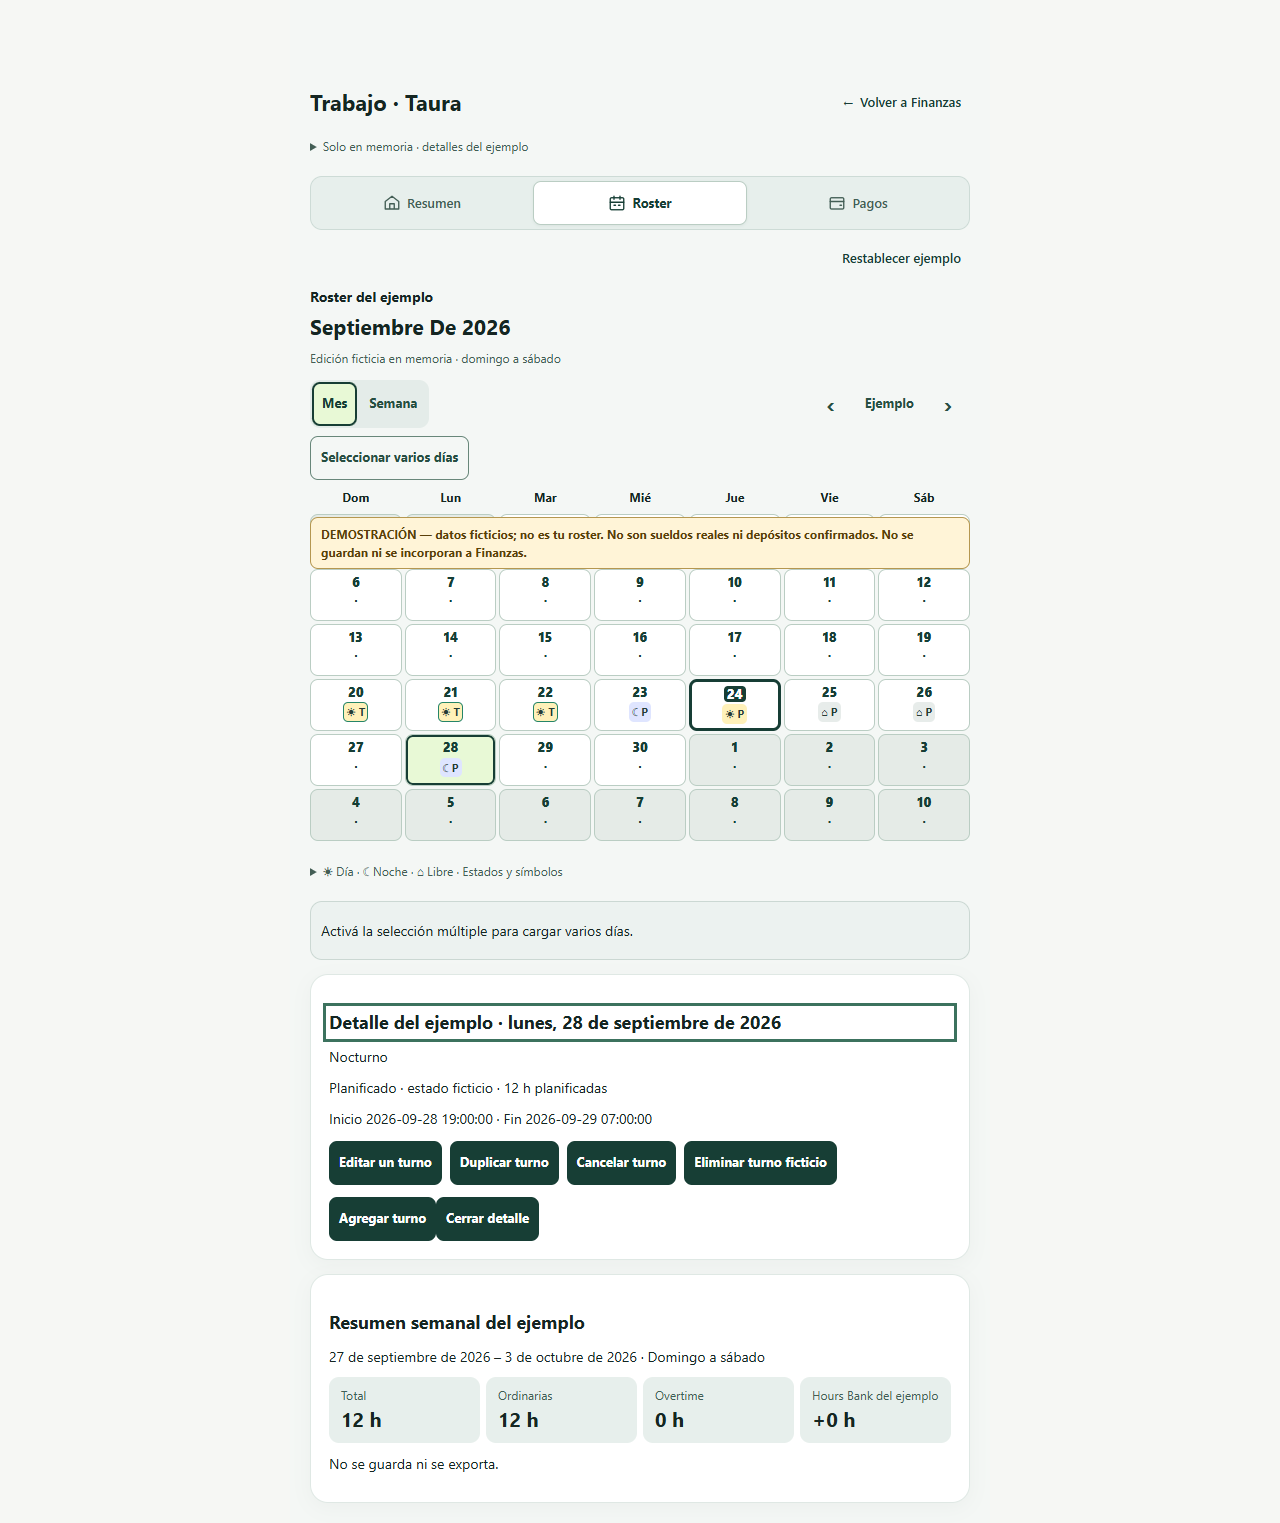 Trabajo · Taura
← Volver a Finanzas
▶ Solo en memoria · detalles del ejemplo
Resumen
Roster
Pagos
Restablecer ejemplo
Roster del ejemplo
Septiembre De 2026
Edición ficticia en memoria · domingo a sábado
Mes Semana
‹ Ejemplo ›
Seleccionar varios días
Dom Lun Mar Mié Jue Vie Sáb
DEMOSTRACIÓN — datos ficticios; no es tu roster. No son sueldos reales ni depósitos confirmados. No se
guardan ni se incorporan a Finanzas.
6 7 8 9 10 11 12
· · · · · · ·
13 14 15 16 17 18 19
· · · · · · ·
20 21 22 23 24 25 26
☀ T ☀ T ☀ T ☾ P ☀ P ⌂ P ⌂ P
27 28 29 30 1 2 3
· ☾ P · · · · ·
4 5 6 7 8 9 10
· · · · · · ·
▶ ☀ Día · ☾ Noche · ⌂ Libre · Estados y símbolos
Activá la selección múltiple para cargar varios días.
Detalle del ejemplo · lunes, 28 de septiembre de 2026
Nocturno
Planificado · estado ficticio · 12 h planificadas
Inicio 2026-09-28 19:00:00 · Fin 2026-09-29 07:00:00
Editar un turno Duplicar turno Cancelar turno Eliminar turno ficticio
Agregar turno Cerrar detalle
Resumen semanal del ejemplo
27 de septiembre de 2026 – 3 de octubre de 2026 · Domingo a sábado
Total Ordinarias Overtime Hours Bank del ejemplo
12 h 12 h 0 h +0 h
No se guarda ni se exporta.